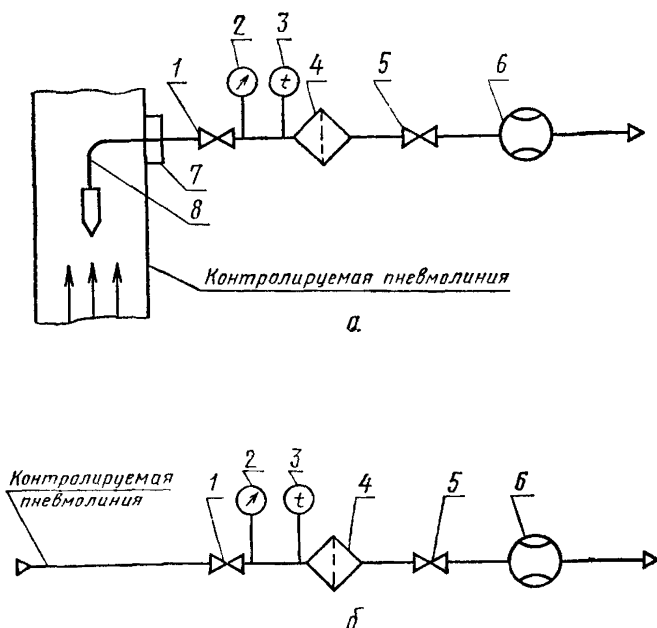 2 3
1 4 5 6
t
7
8
Контролируемая пневмолиния
а
Контролируемая
пневмолиния
1 2 3 4 5 6
t
б